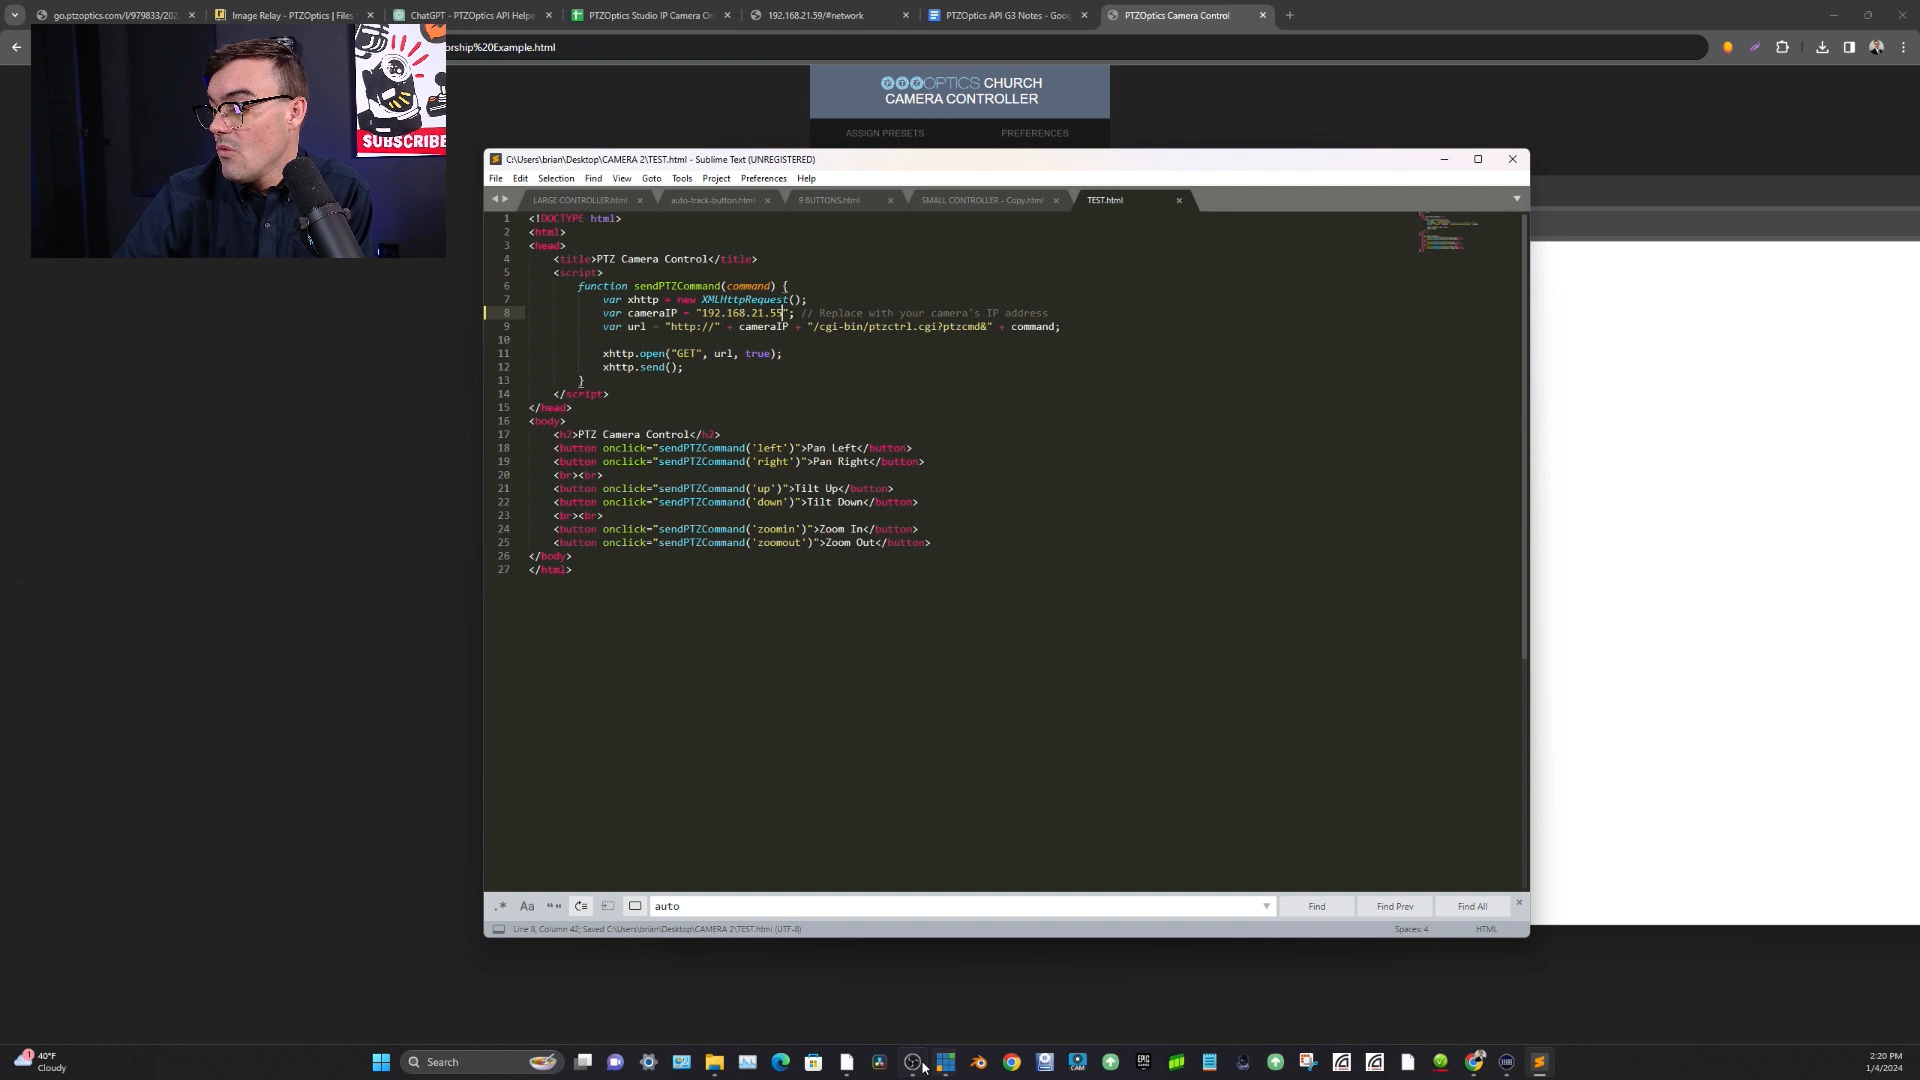 go.ptzoptics.com/l/979833/202
Image Relay - PTZOptics | Files
ChatGPT - PTZOptics API Helpe
PTZOptics Studio IP Camera On
192.168.21.59/#network
PTZOptics API G3 Notes - Goog
PTZOptics Camera Control
orship%20Example.html
SUBSCRIBE
PTZOPTICS CHURCH
CAMERA CONTROLLER
ASSIGN PRESETS
PREFERENCES
C:\Users\brian\Desktop\CAMERA 2\TEST.html - Sublime Text (UNREGISTERED)
File Edit Selection Find View Goto Tools Project Preferences Help
LARGE CONTROLLER.html
auto-track-button.html
9 BUTTONS.html
SMALL CONTROLLER - Copy.html
TEST.html
1 <!DOCTYPE html>
2 <html>
3 <head>
4 <title>PTZ Camera Control</title>
5 <script>
6 function sendPTZCommand(command) {
7 var xhttp = new XMLHttpRequest();
8 var cameraIP = "192.168.21.55"; // Replace with your camera's IP address
9 var url = "http://" + cameraIP + "/cgi-bin/ptzctrl.cgi?ptzcmd&" + command;
10
11 xhttp.open("GET", url, true);
12 xhttp.send();
13 }
14 </script>
15 </head>
16 <body>
17 <h2>PTZ Camera Control</h2>
18 <button onclick="sendPTZCommand('left')">Pan Left</button>
19 <button onclick="sendPTZCommand('right')">Pan Right</button>
20 <br><br>
21 <button onclick="sendPTZCommand('up')">Tilt Up</button>
22 <button onclick="sendPTZCommand('down')">Tilt Down</button>
23 <br><br>
24 <button onclick="sendPTZCommand('zoomin')">Zoom In</button>
25 <button onclick="sendPTZCommand('zoomout')">Zoom Out</button>
26 </body>
27 </html>
.* Aa “” auto Find Find Prev Find All
Line 8, Column 42; Saved C:\Users\brian\Desktop\CAMERA 2\TEST.html (UTF-8)
Spaces: 4
HTML
1
40°F
Cloudy
Search
CAM
EPIC
2:20 PM
1/4/2024